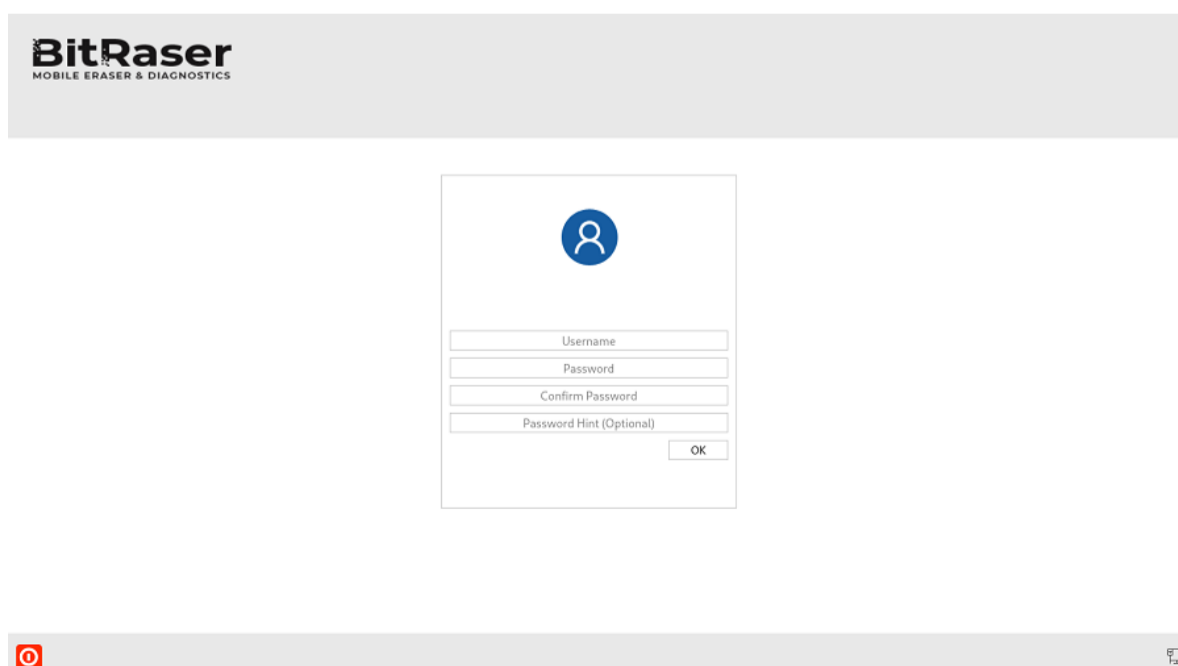 BitRaser
MOBILE ERASER & DIAGNOSTICS
Username
Password
Confirm Password
Password Hint (Optional)
OK